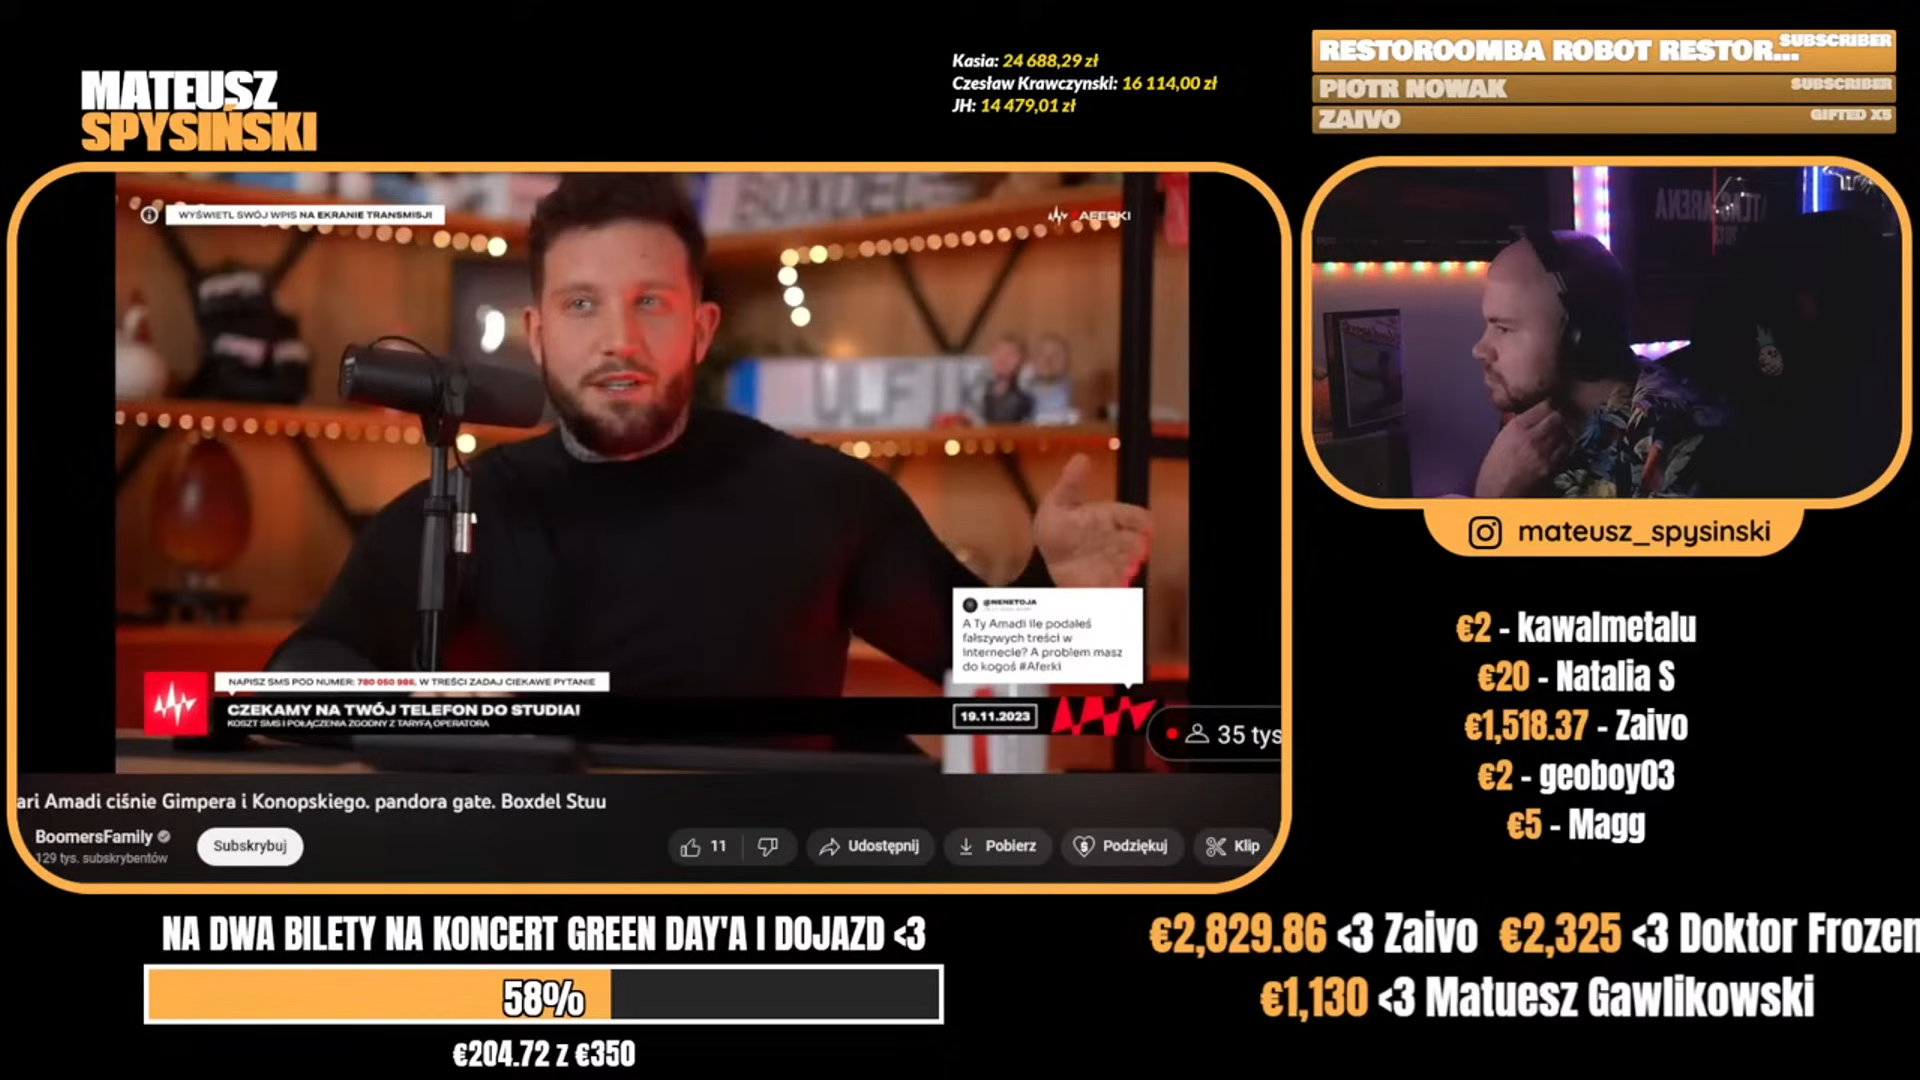 MATEUSZ
SPYSIŃSKI
Kasia: 24 688,29 zł
Czesław Krawczynski: 16 114,00 zł
JH: 14 479,01 zł
RESTOROOMBA ROBOT RESTOR... SUBSCRIBER
PIOTR NOWAK SUBSCRIBER
ZAIVO GIFTED X5
WYŚWIETL SWÓJ WPIS NA EKRANIE TRANSMISJI
#AFERKI
@NENETOJA
A Ty Amadi ile podałeś
fałszywych treści w
internecie? A problem masz
do kogoś #Aferki
NAPISZ SMS POD NUMER: 780 050 986, W TREŚCI ZADAJ CIEKAWE PYTANIE
CZEKAMY NA TWÓJ TELEFON DO STUDIA!
KOSZT SMS I POŁĄCZENIA ZGODNY Z TARYFĄ OPERATORA
19.11.2023
35 tys
ari Amadi ciśnie Gimpera i Konopskiego. pandora gate. Boxdel Stuu
BoomersFamily
129 tys. subskrybentów
Subskrybuj
11
Udostępnij
Pobierz
Podziękuj
Klip
mateusz_spysinski
€2 - kawalmetalu
€20 - Natalia S
€1,518.37 - Zaivo
€2 - geoboy03
€5 - Magg
NA DWA BILETY NA KONCERT GREEN DAY'A I DOJAZD <3
58%
€204.72 z €350
€2,829.86 <3 Zaivo €2,325 <3 Doktor Frozen
€1,130 <3 Matuesz Gawlikowski